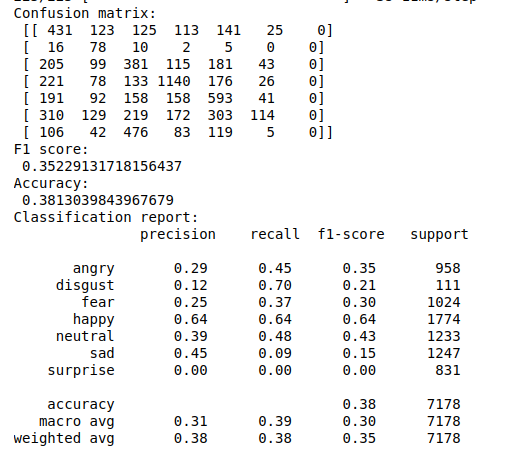 Confusion matrix:
[[ 431 123 125 113 141 25 0]
[ 16 78 10 2 5 0 0]
[ 205 99 381 115 181 43 0]
[ 221 78 133 1140 176 26 0]
[ 191 92 158 158 593 41 0]
[ 310 129 219 172 303 114 0]
[ 106 42 476 83 119 5 0]]
F1 score:
0.35229131718156437
Accuracy:
0.3813039843967679
Classification report:
precision recall f1-score support
angry 0.29 0.45 0.35 958
disgust 0.12 0.70 0.21 111
fear 0.25 0.37 0.30 1024
happy 0.64 0.64 0.64 1774
neutral 0.39 0.48 0.43 1233
sad 0.45 0.09 0.15 1247
surprise 0.00 0.00 0.00 831
accuracy 0.38 7178
macro avg 0.31 0.39 0.30 7178
weighted avg 0.38 0.38 0.35 7178